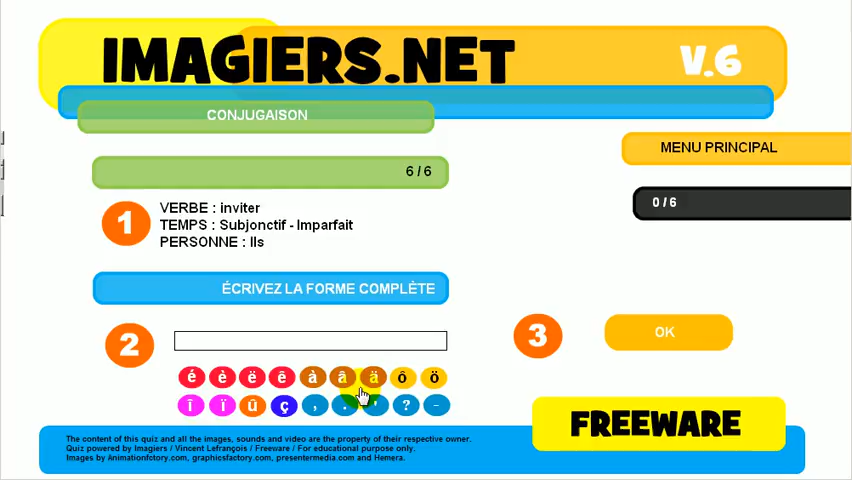 IMAGIERS.NET
V.6
CONJUGAISON
MENU PRINCIPAL
6 / 6
0 / 6
1
VERBE : inviter
TEMPS : Subjonctif - Imparfait
PERSONNE : Ils
ÉCRIVEZ LA FORME COMPLÈTE
2
3
OK
é è ë ê à â ä ô ö
î ï û ç , . ' ? -
FREEWARE
The content of this quiz and all the images, sounds and video are the property of their respective owner.
Quiz powered by Imagiers / Vincent Lefrançois / Freeware / For educational purpose only.
Images by Animationfctory.com, graphicsfactory.com, presentermedia.com and Hemera.